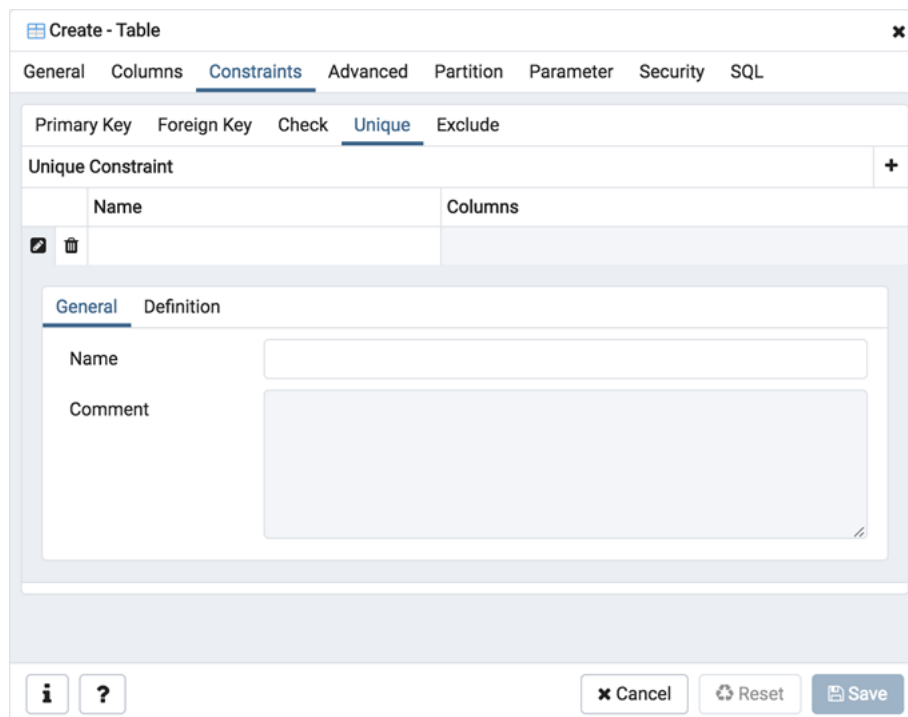 Create - Table
General Columns Constraints Advanced Partition Parameter Security SQL
Primary Key Foreign Key Check Unique Exclude
Unique Constraint
Name Columns
General Definition
Name
Comment
i ? Cancel Reset Save